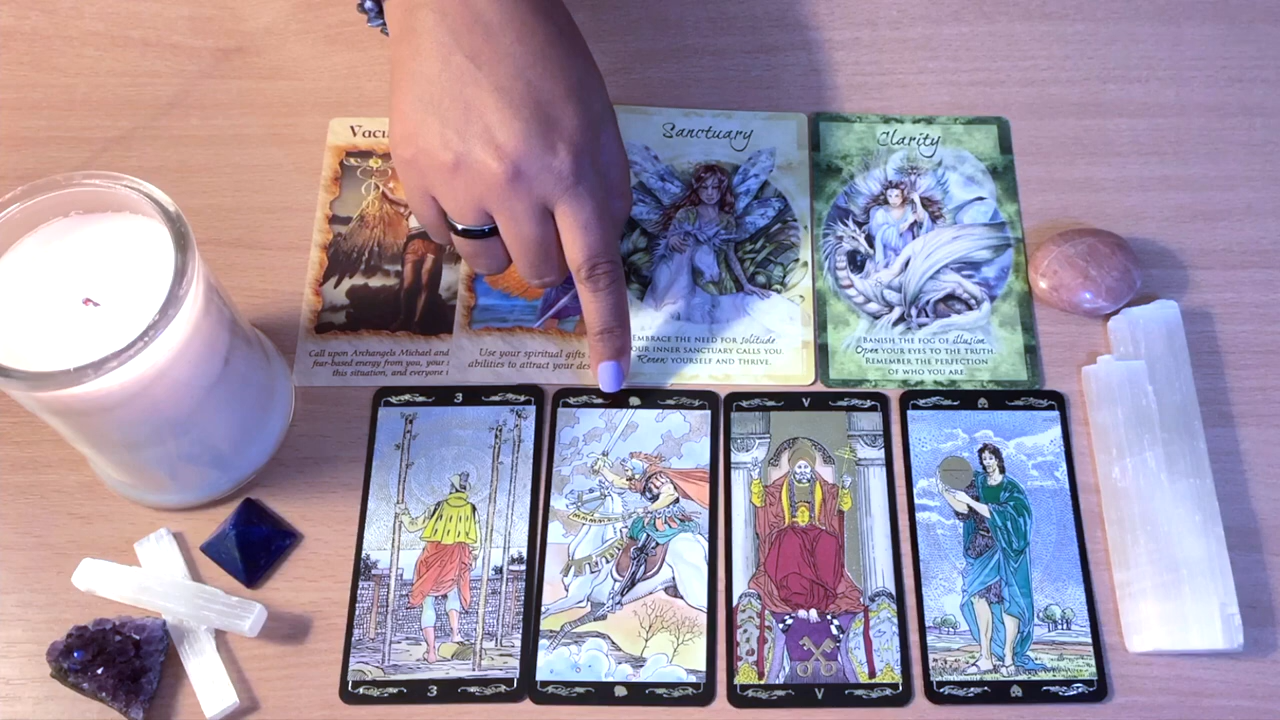 Sanctuary
Clarity
Call upon Archangels Michael and
fear-based energy from you, your
this situation, and everyone
Use your spiritual gifts
abilities to attract your
EMBRACE THE NEED FOR solitude
OUR INNER SANCTUARY CALLS YOU.
Renew YOURSELF AND THRIVE.
BANISH THE FOG OF illusion
Open YOUR EYES TO THE TRUTH.
REMEMBER THE PERFECTION
OF WHO YOU ARE
3
V
3
V